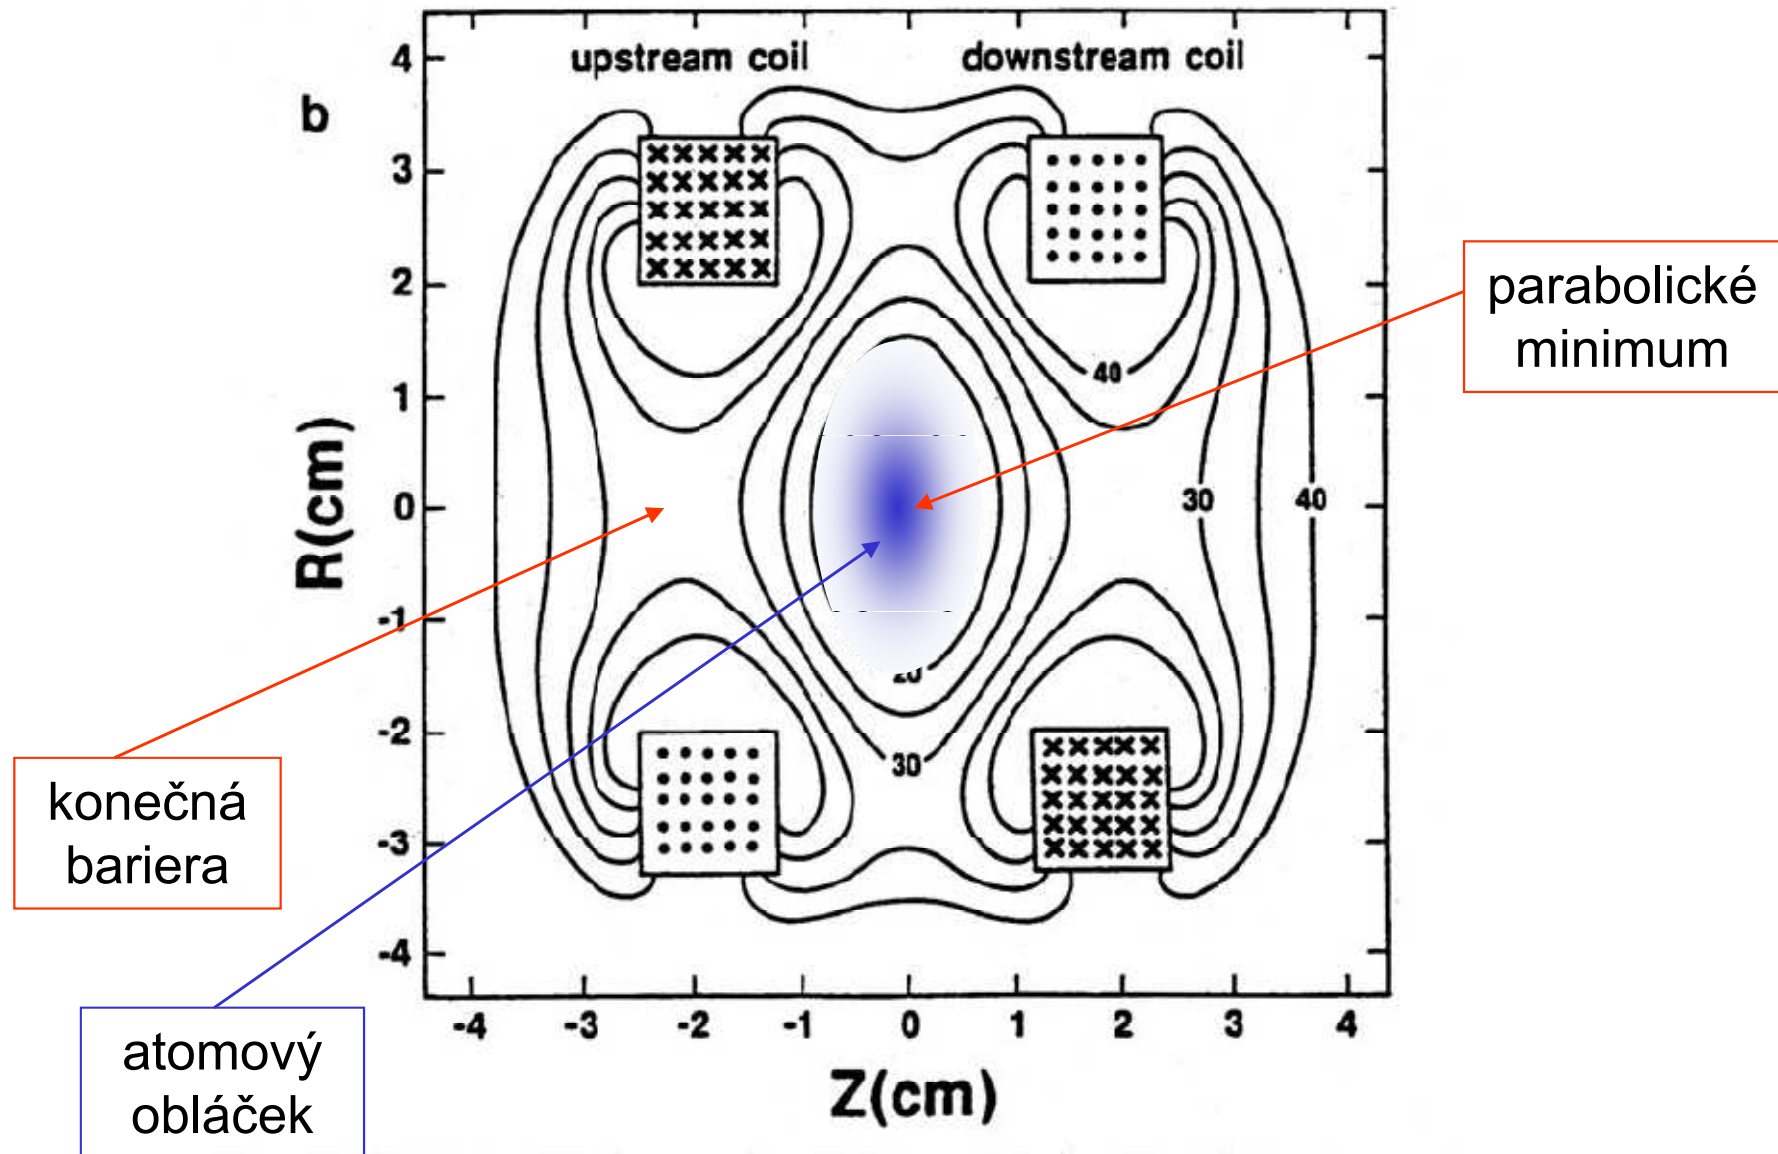 upstream coil
downstream coil
b
4
3
2
1
0
-1
-2
-3
-4
R(cm)
40
30
40
20
30
parabolické
minimum
konečná
bariera
atomový
obláček
-4
-3
-2
-1
0
1
2
3
4
Z(cm)